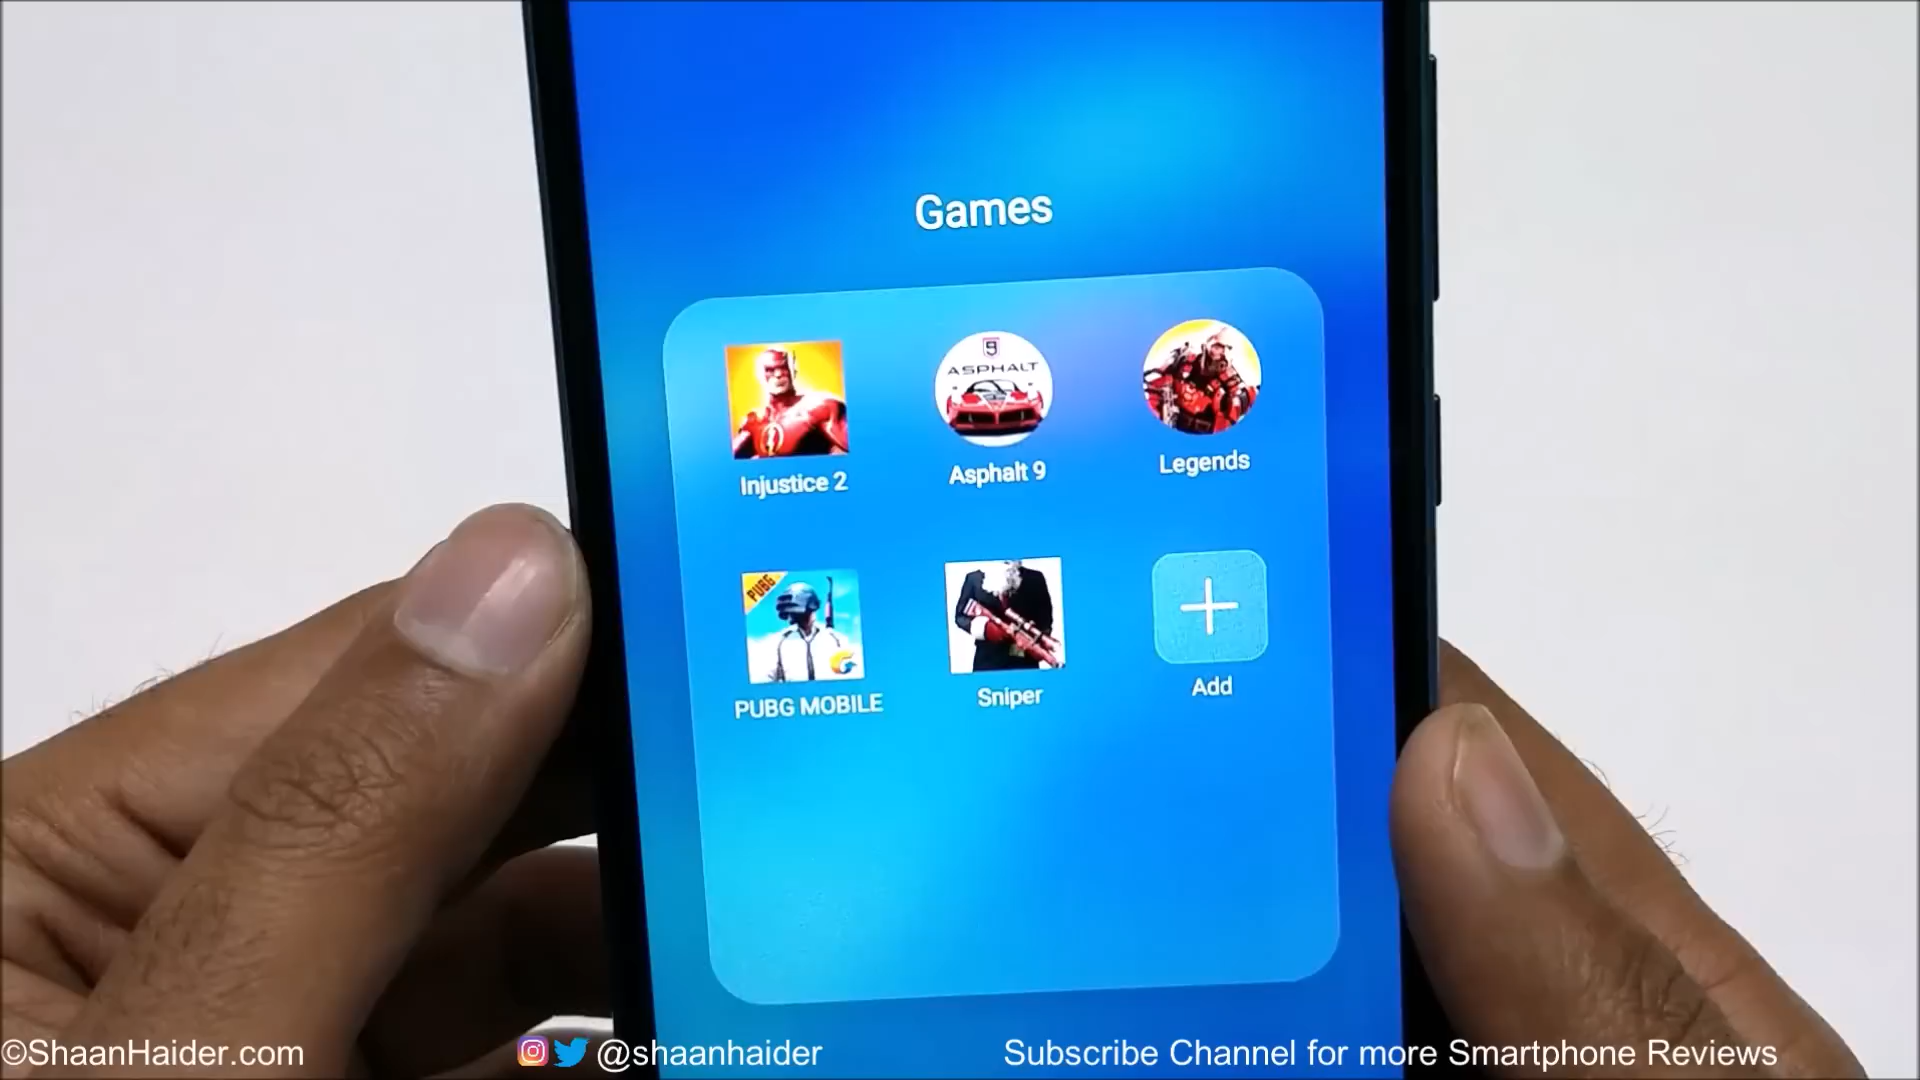 Games
9
ASPHALT
Injustice 2
Asphalt 9
Legends
PUBG
PUBG MOBILE
Sniper
Add
©ShaanHaider.com
@shaanhaider
Subscribe Channel for more Smartphone Reviews